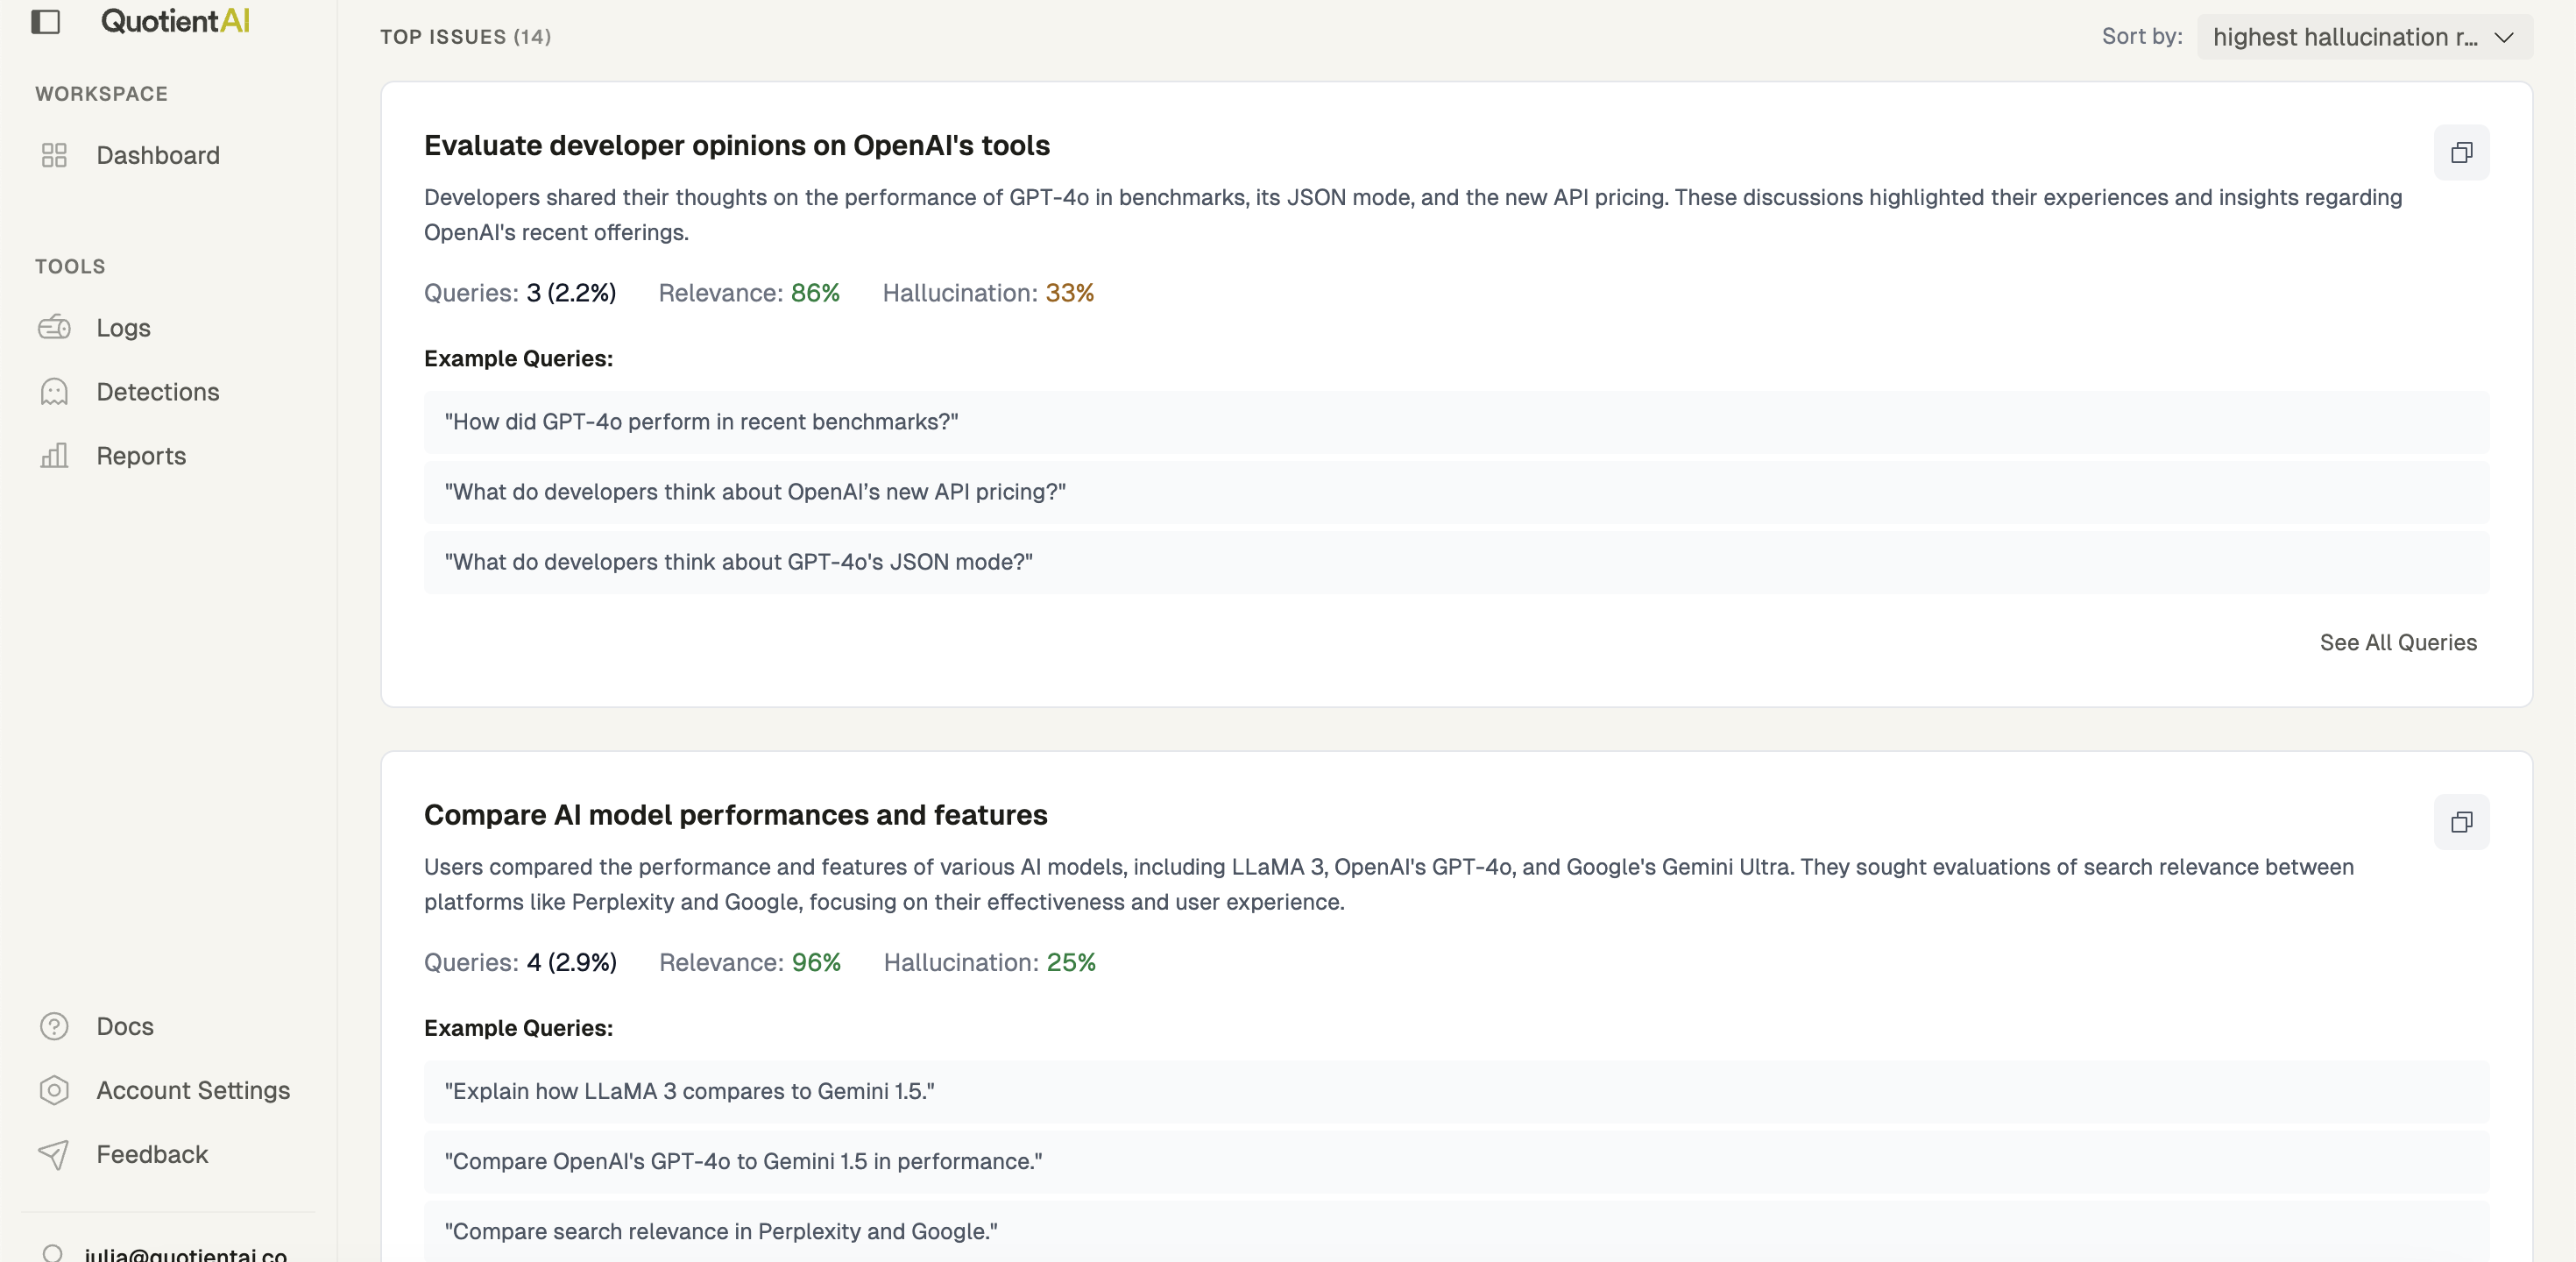 QuotientAI
WORKSPACE
Dashboard
TOOLS
Logs
Detections
Reports
Docs
Account Settings
Feedback
julia@quotientai.co
TOP ISSUES (14)
Sort by: highest hallucination r...
Evaluate developer opinions on OpenAI's tools
Developers shared their thoughts on the performance of GPT-4o in benchmarks, its JSON mode, and the new API pricing. These discussions highlighted their experiences and insights regarding
OpenAI's recent offerings.
Queries: 3 (2.2%) Relevance: 86% Hallucination: 33%
Example Queries:
"How did GPT-4o perform in recent benchmarks?"
"What do developers think about OpenAI’s new API pricing?"
"What do developers think about GPT-4o's JSON mode?"
See All Queries
Compare AI model performances and features
Users compared the performance and features of various AI models, including LLaMA 3, OpenAI's GPT-4o, and Google's Gemini Ultra. They sought evaluations of search relevance between
platforms like Perplexity and Google, focusing on their effectiveness and user experience.
Queries: 4 (2.9%) Relevance: 96% Hallucination: 25%
Example Queries:
"Explain how LLaMA 3 compares to Gemini 1.5."
"Compare OpenAI's GPT-4o to Gemini 1.5 in performance."
"Compare search relevance in Perplexity and Google."